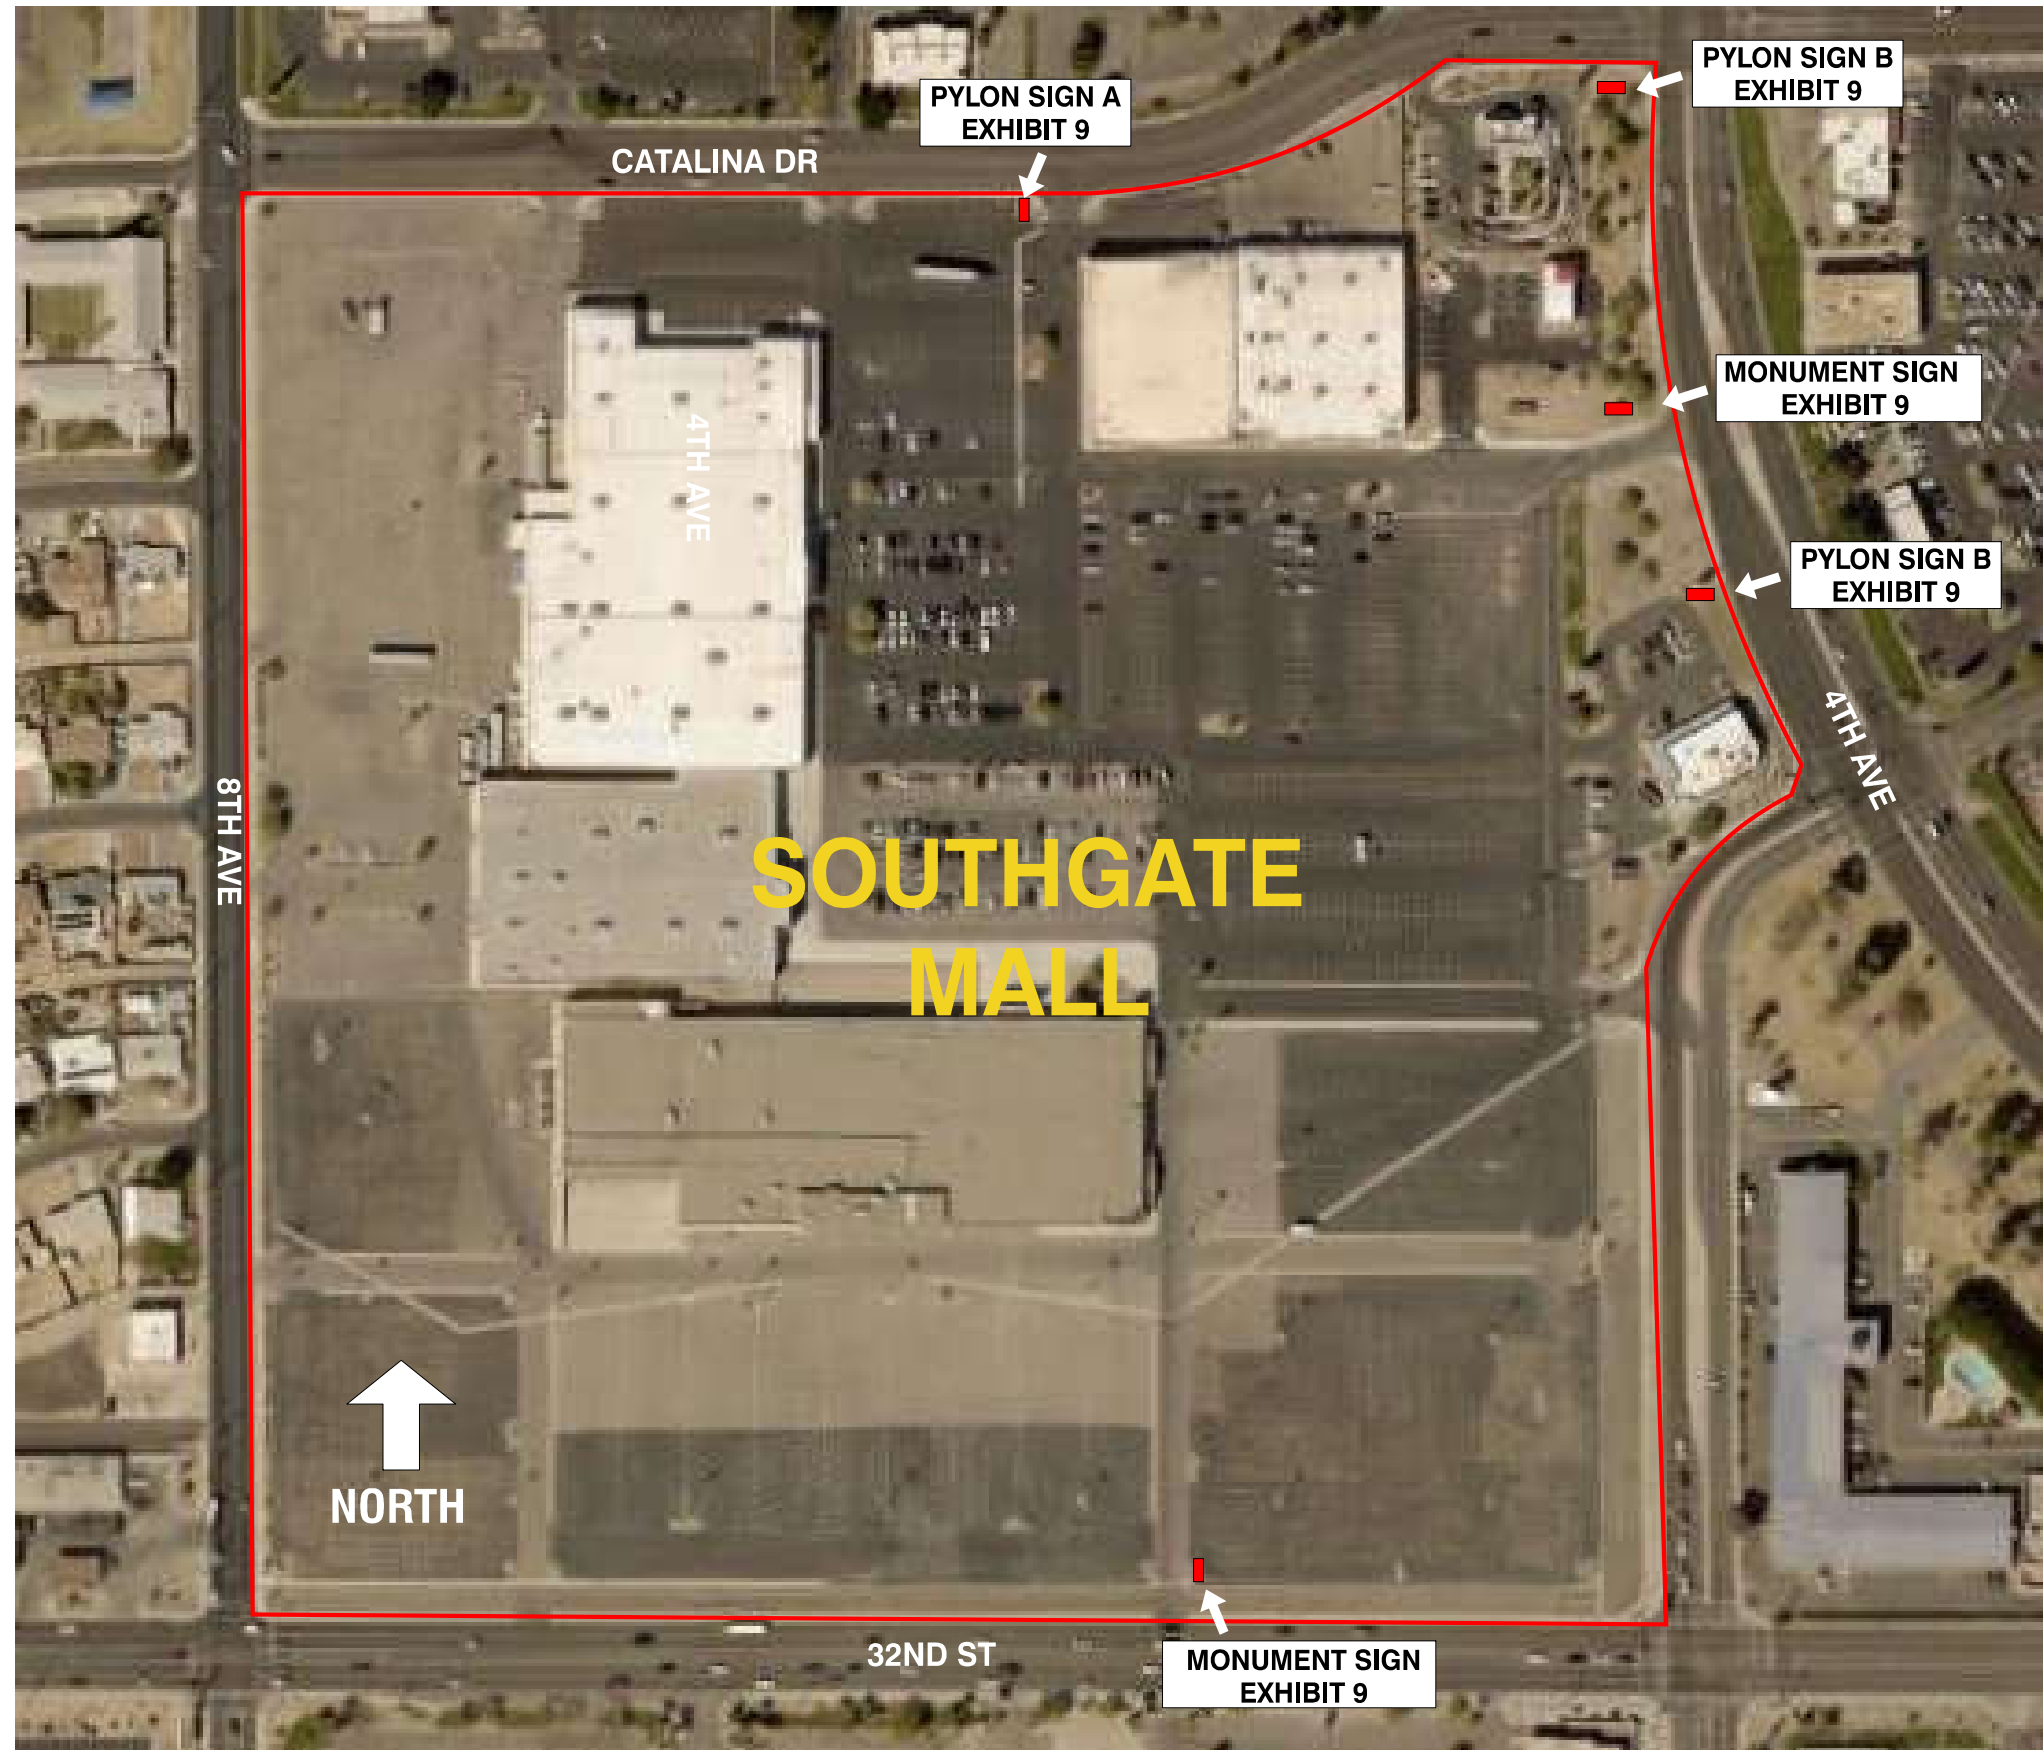 PYLON SIGN B
EXHIBIT 9
PYLON SIGN A
EXHIBIT 9
CATALINA DR
MONUMENT SIGN
EXHIBIT 9
4TH AVE
PYLON SIGN B
EXHIBIT 9
4TH AVE
8TH AVE
SOUTHGATE
MALL
NORTH
32ND ST
MONUMENT SIGN
EXHIBIT 9